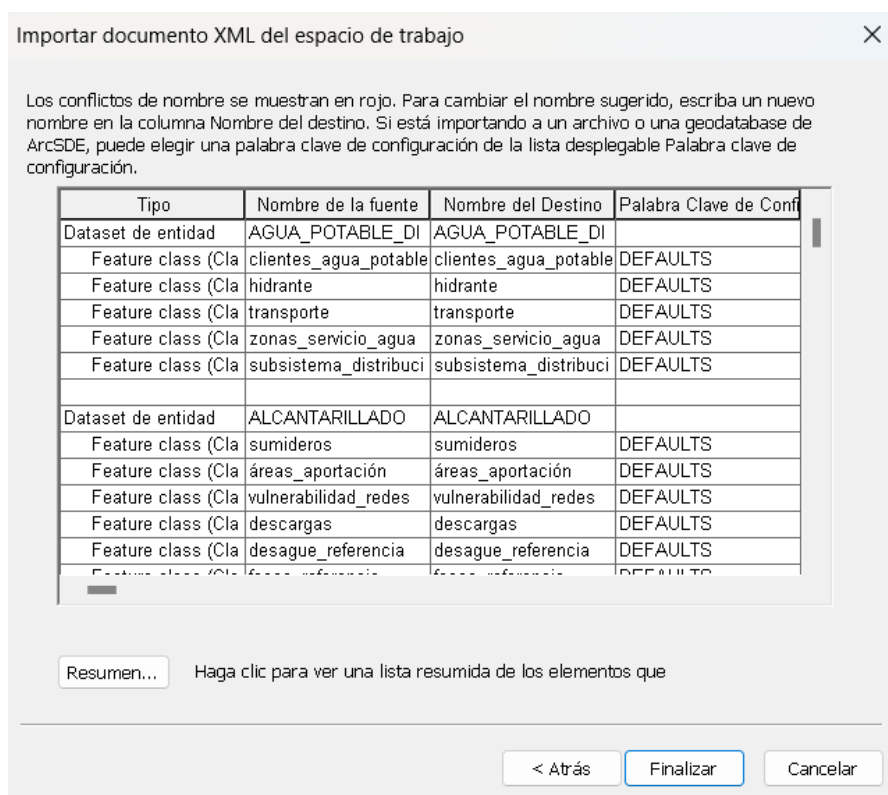 Importar documento XML del espacio de trabajo
Los conflictos de nombre se muestran en rojo. Para cambiar el nombre sugerido, escriba un nuevo
nombre en la columna Nombre del destino. Si está importando a un archivo o una geodatabase de
ArcSDE, puede elegir una palabra clave de configuración de la lista desplegable Palabra clave de
configuración.
Tipo Nombre de la fuente Nombre del Destino Palabra Clave de Confi
Dataset de entidad AGUA_POTABLE_DI AGUA_POTABLE_DI
Feature class (Cla clientes_agua_potable clientes_agua_potable DEFAULTS
Feature class (Cla hidrante hidrante DEFAULTS
Feature class (Cla transporte transporte DEFAULTS
Feature class (Cla zonas_servicio_agua zonas_servicio_agua DEFAULTS
Feature class (Cla subsistema_distribuci subsistema_distribuci DEFAULTS
Dataset de entidad ALCANTARILLADO ALCANTARILLADO
Feature class (Cla sumideros sumideros DEFAULTS
Feature class (Cla áreas_aportación áreas_aportación DEFAULTS
Feature class (Cla vulnerabilidad_redes vulnerabilidad_redes DEFAULTS
Feature class (Cla descargas descargas DEFAULTS
Feature class (Cla desague_referencia desague_referencia DEFAULTS
Resumen... Haga clic para ver una lista resumida de los elementos que
< Atrás Finalizar Cancelar